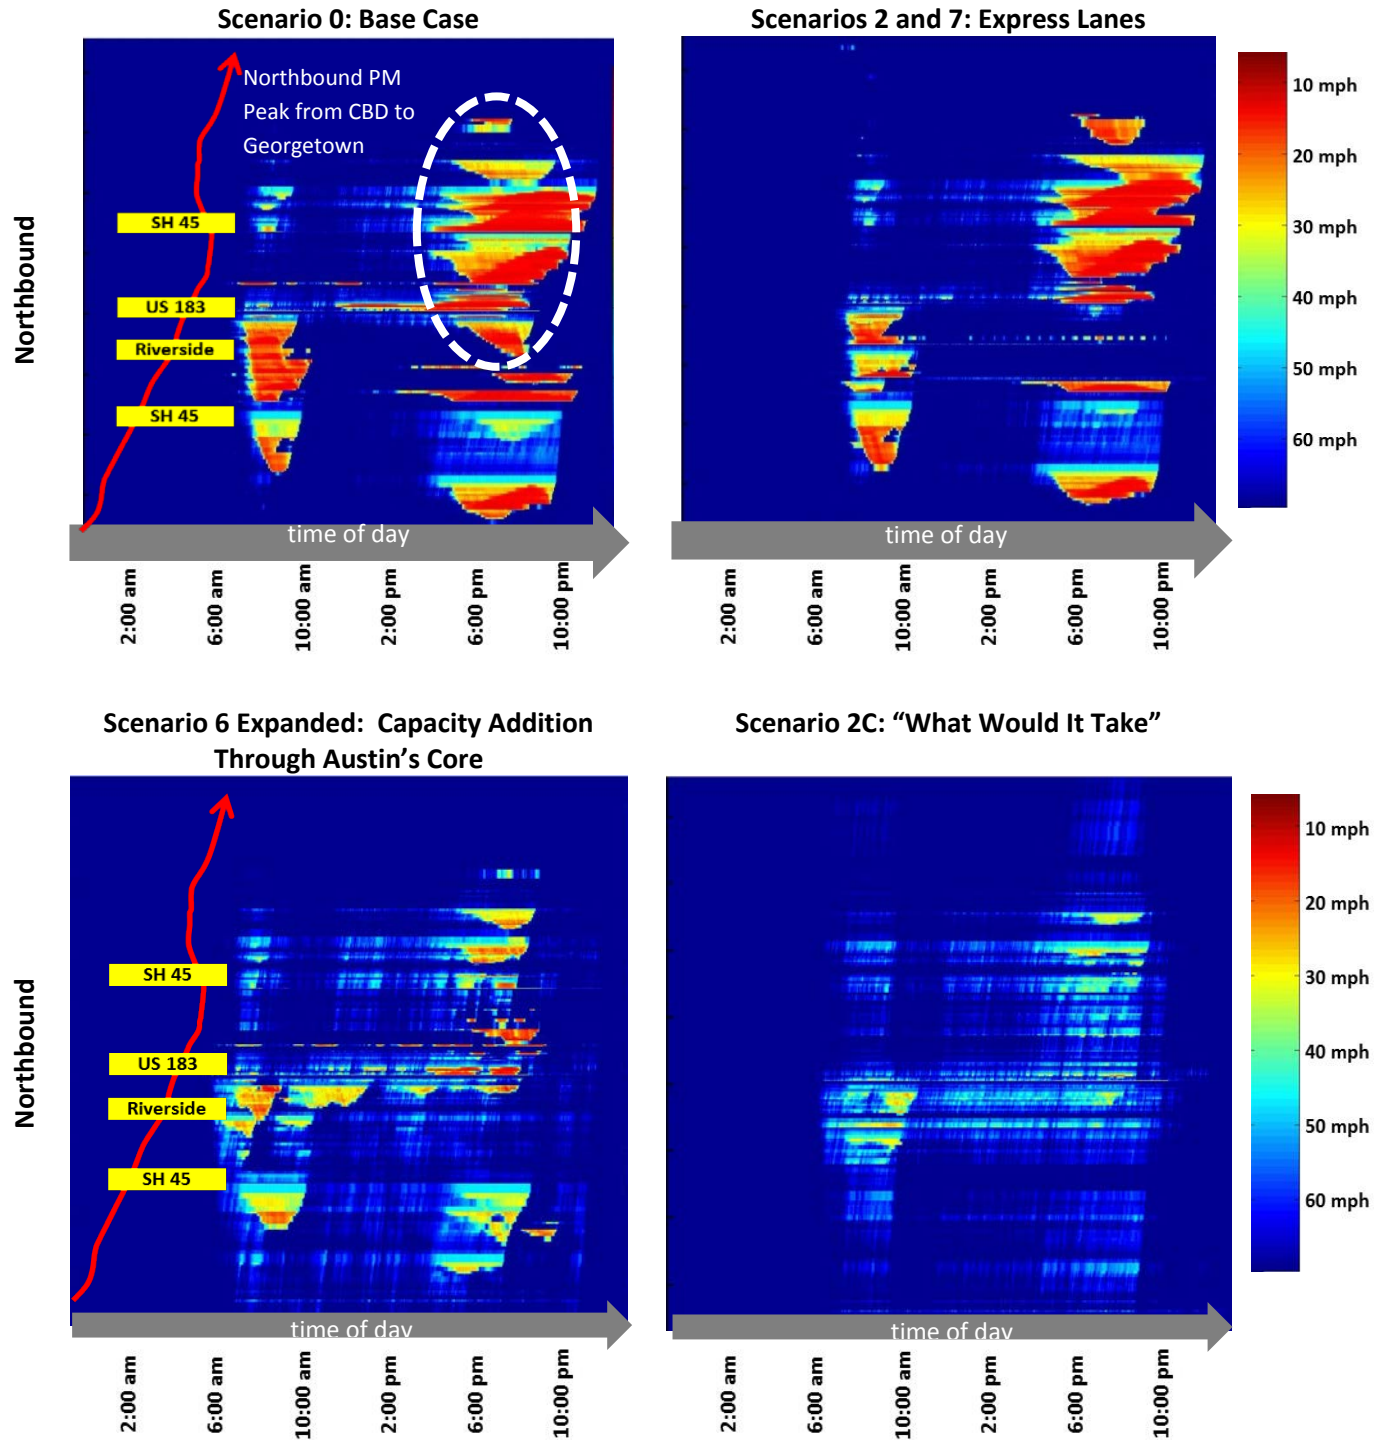 Scenario 0: Base Case
Scenarios 2 and 7: Express Lanes
Northbound
Northbound PM
Peak from CBD to
Georgetown
SH 45
US 183
Riverside
SH 45
time of day
2:00 am
6:00 am
10:00 am
2:00 pm
6:00 pm
10:00 pm
time of day
2:00 am
6:00 am
10:00 am
2:00 pm
6:00 pm
10:00 pm
10 mph
20 mph
30 mph
40 mph
50 mph
60 mph
Scenario 6 Expanded: Capacity Addition
Through Austin's Core
Scenario 2C: “What Would It Take”
Northbound
SH 45
US 183
Riverside
SH 45
time of day
2:00 am
6:00 am
10:00 am
2:00 pm
6:00 pm
10:00 pm
time of day
2:00 am
6:00 am
10:00 am
2:00 pm
6:00 pm
10:00 pm
10 mph
20 mph
30 mph
40 mph
50 mph
60 mph